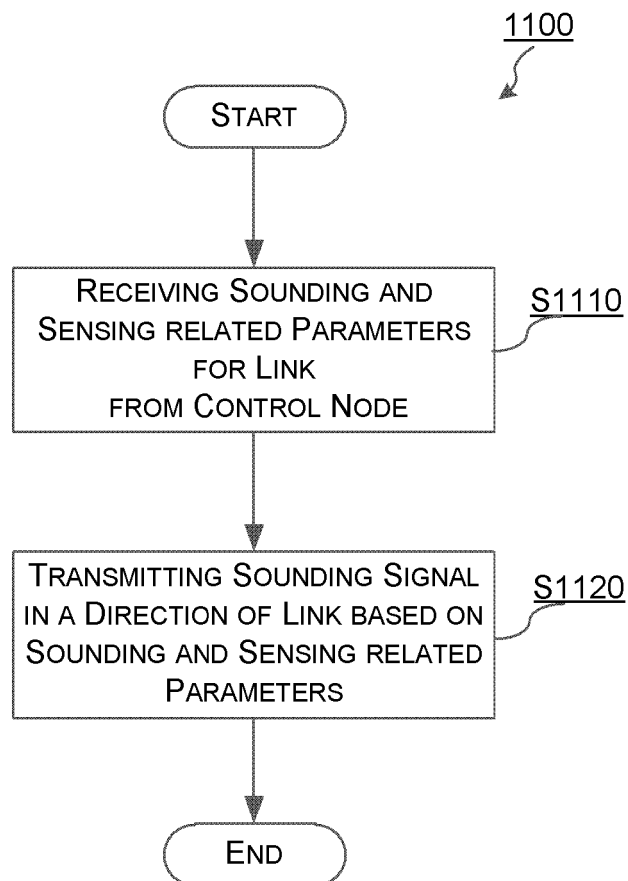 1100
START
RECEIVING SOUNDING AND
SENSING RELATED PARAMETERS
FOR LINK
FROM CONTROL NODE
S1110
TRANSMITTING SOUNDING SIGNAL
IN A DIRECTION OF LINK BASED ON
SOUNDING AND SENSING RELATED
PARAMETERS
S1120
END